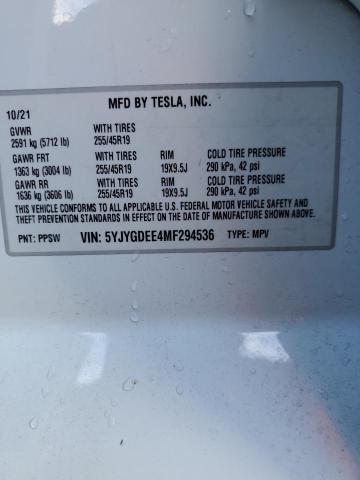 10/21 MFD BY TESLA, INC.
GVWR WITH TIRES
2591 kg (5712 lb) 255/45R19
GAWR FRT WITH TIRES RIM COLD TIRE PRESSURE
1363 kg (3004 lb) 255/45R19 19X9.5J 290 kPa, 42 psi
GAWR RR WITH TIRES RIM COLD TIRE PRESSURE
1636 kg (3606 lb) 255/45R19 19X9.5J 290 kPa, 42 psi
THIS VEHICLE CONFORMS TO ALL APPLICABLE U.S. FEDERAL MOTOR VEHICLE SAFETY AND
THEFT PREVENTION STANDARDS IN EFFECT ON THE DATE OF MANUFACTURE SHOWN ABOVE.
PNT: PPSW VIN: 5YJYGDEE4MF294536 TYPE: MPV